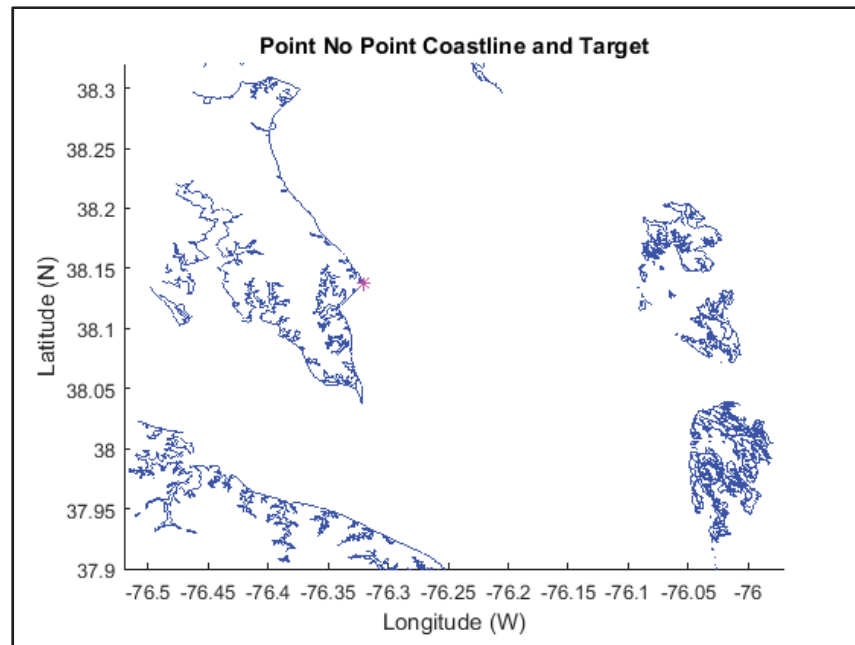 Point No Point Coastline and Target
38.3
38.25
38.2
38.15
38.1
38.05
38
37.95
37.9
Latitude (N)
-76.5 -76.45 -76.4 -76.35 -76.3 -76.25 -76.2 -76.15 -76.1 -76.05 -76
Longitude (W)